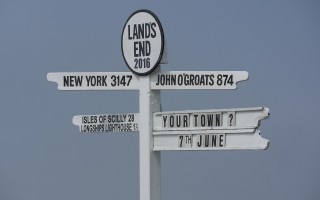 LAND'S
END
2016
NEW YORK 3147
JOHN O'GROATS 874
ISLES OF SCILLY 28
LONGSHIPS LIGHTHOUSE 1½
YOUR TOWN ?
7TH JUNE